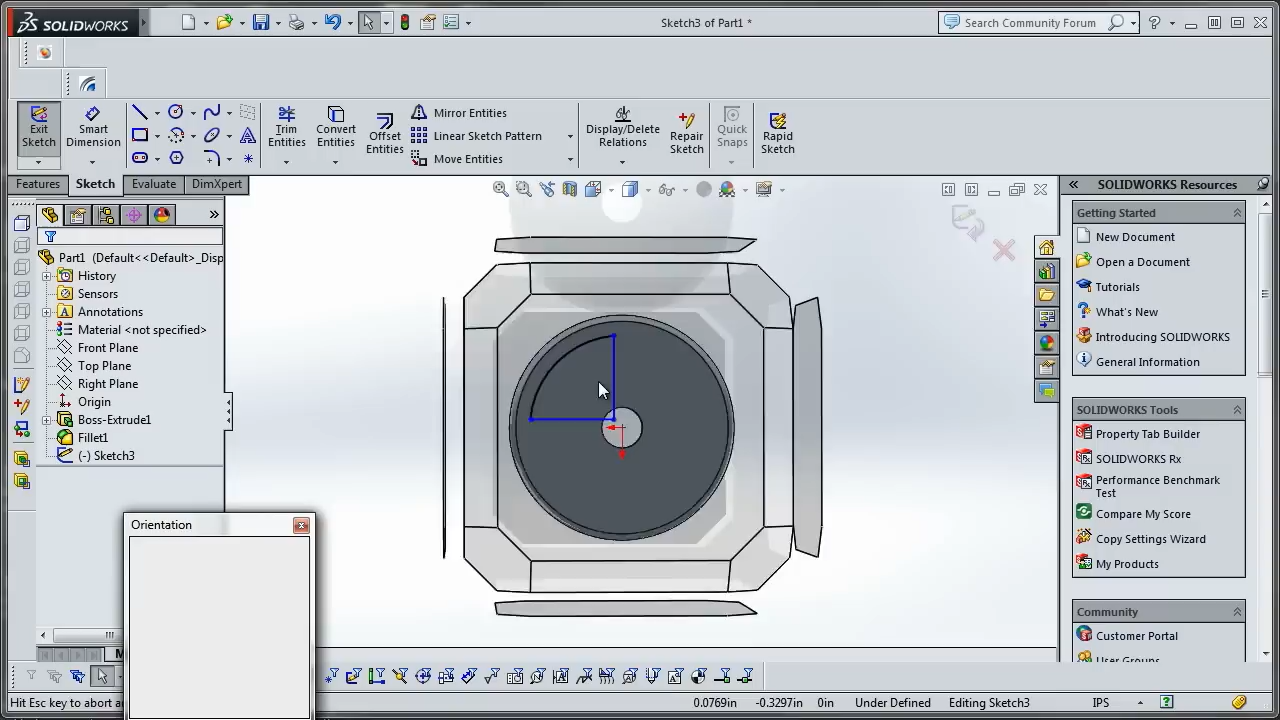 SOLIDWORKS
Sketch3 of Part1 *
Search Community Forum
Exit Sketch
Smart Dimension
Trim Entities
Convert Entities
Offset Entities
Mirror Entities
Linear Sketch Pattern
Move Entities
Display/Delete Relations
Repair Sketch
Quick Snaps
Rapid Sketch
Features
Sketch
Evaluate
DimXpert
Part1 (Default<<Default>_Disp
History
Sensors
Annotations
Material <not specified>
Front Plane
Top Plane
Right Plane
Origin
Boss-Extrude1
Fillet1
(-) Sketch3
Orientation
SOLIDWORKS Resources
Getting Started
New Document
Open a Document
Tutorials
What's New
Introducing SOLIDWORKS
General Information
SOLIDWORKS Tools
Property Tab Builder
SOLIDWORKS Rx
Performance Benchmark
Test
Compare My Score
Copy Settings Wizard
My Products
Community
Customer Portal
User Groups
M
Hit Esc key to abort a
0.0769in
-0.3297in
0in
Under Defined
Editing Sketch3
IPS